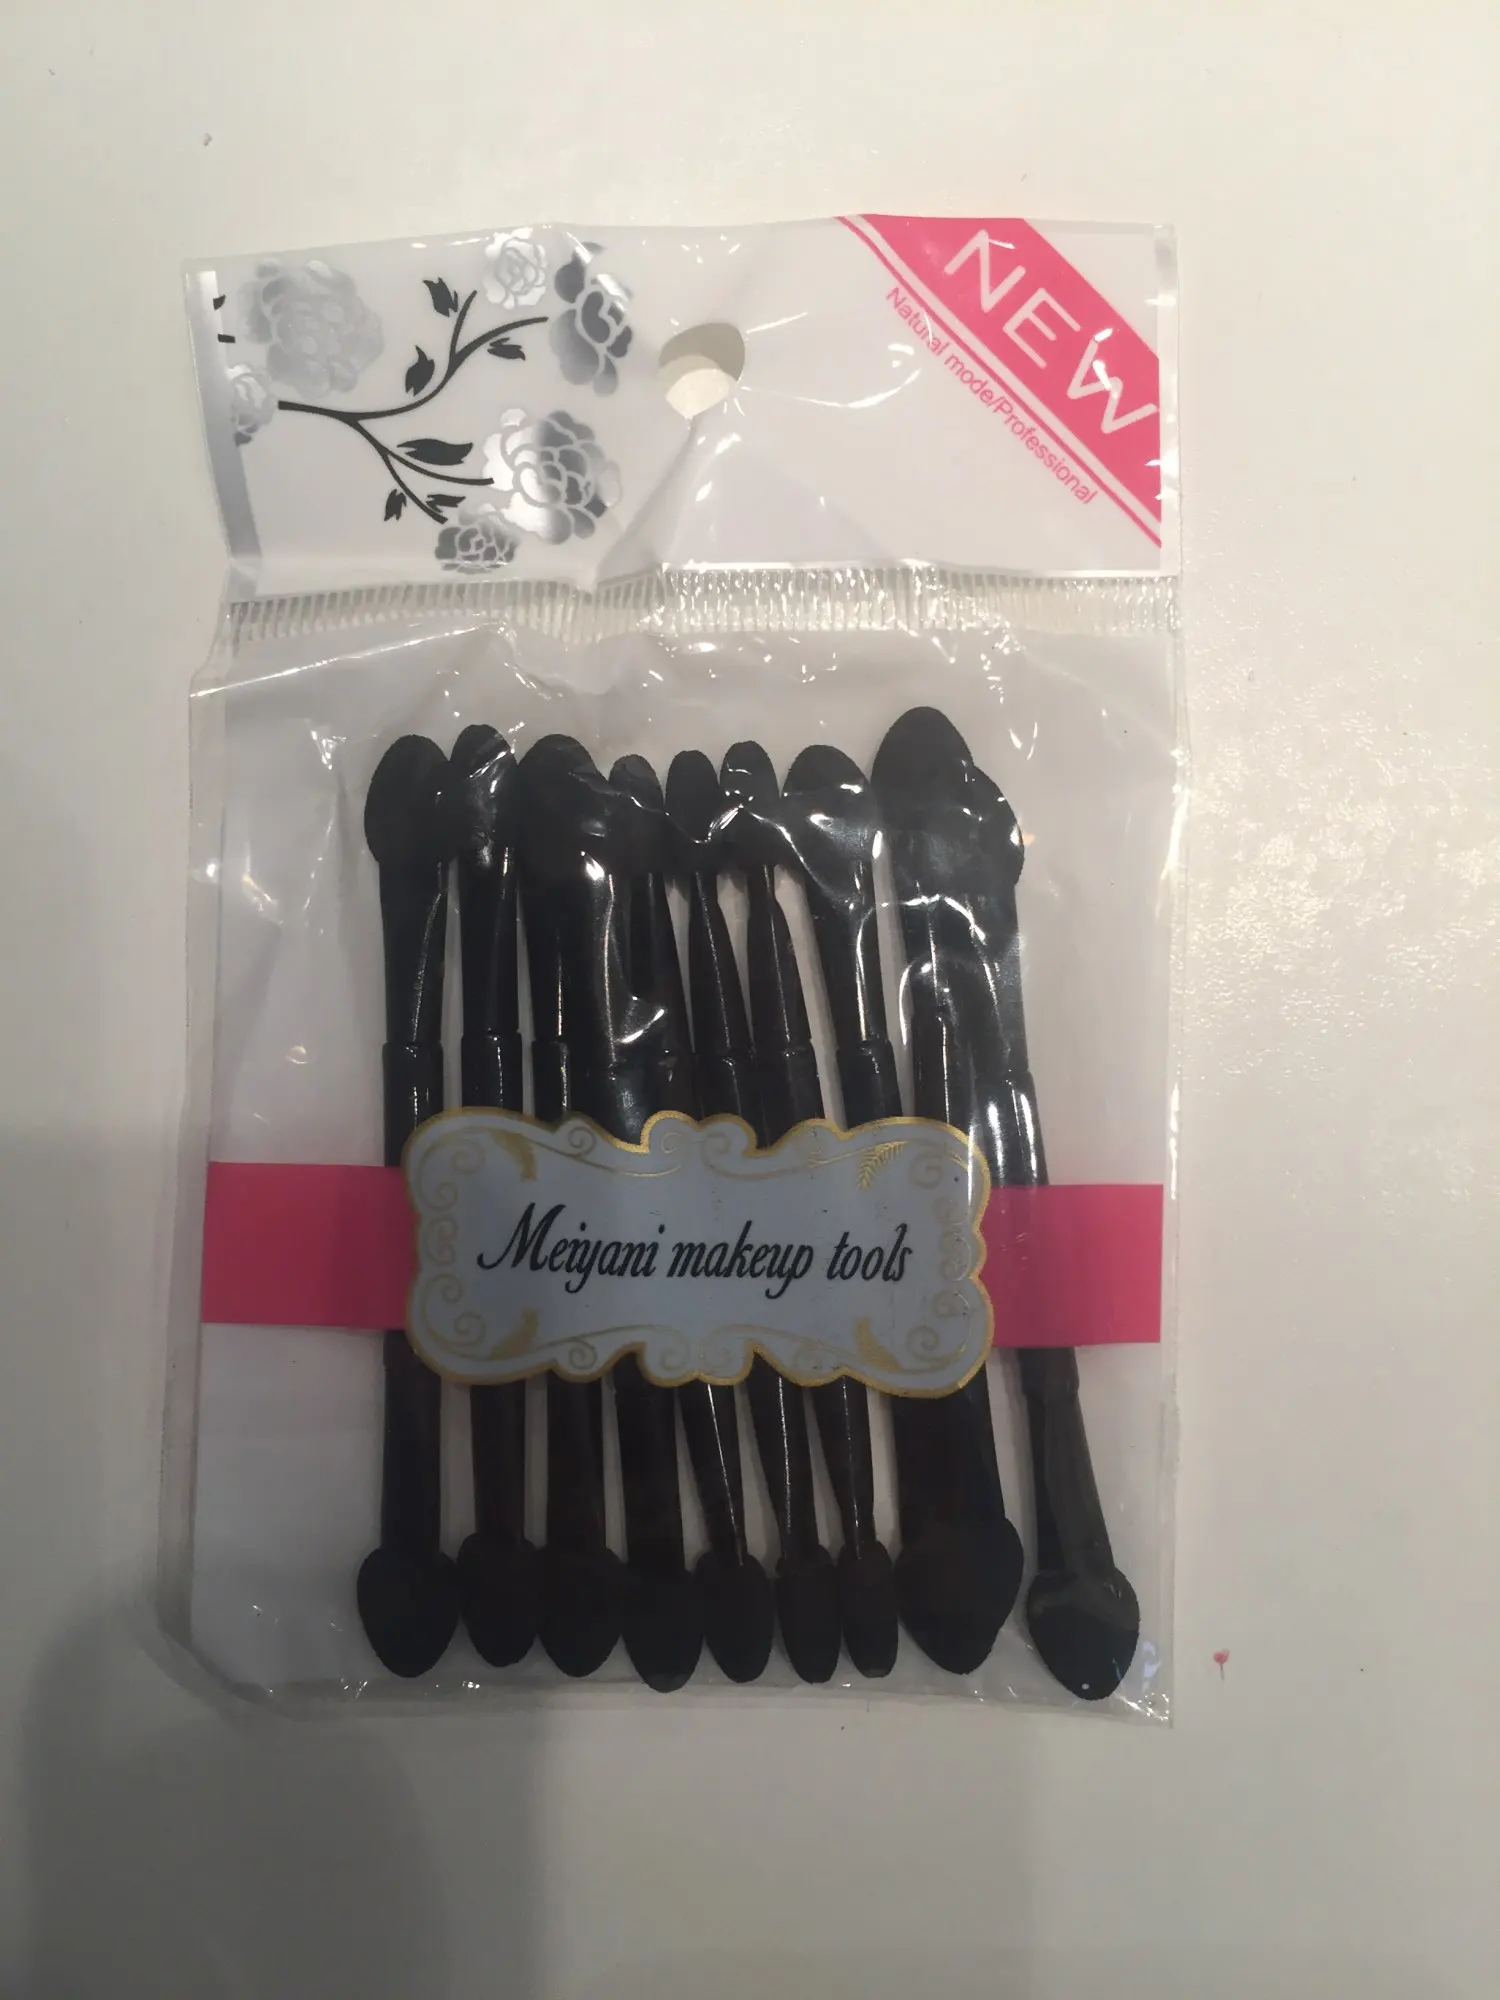 NEW
Natural mode/Professional
Meiyani makeup tools